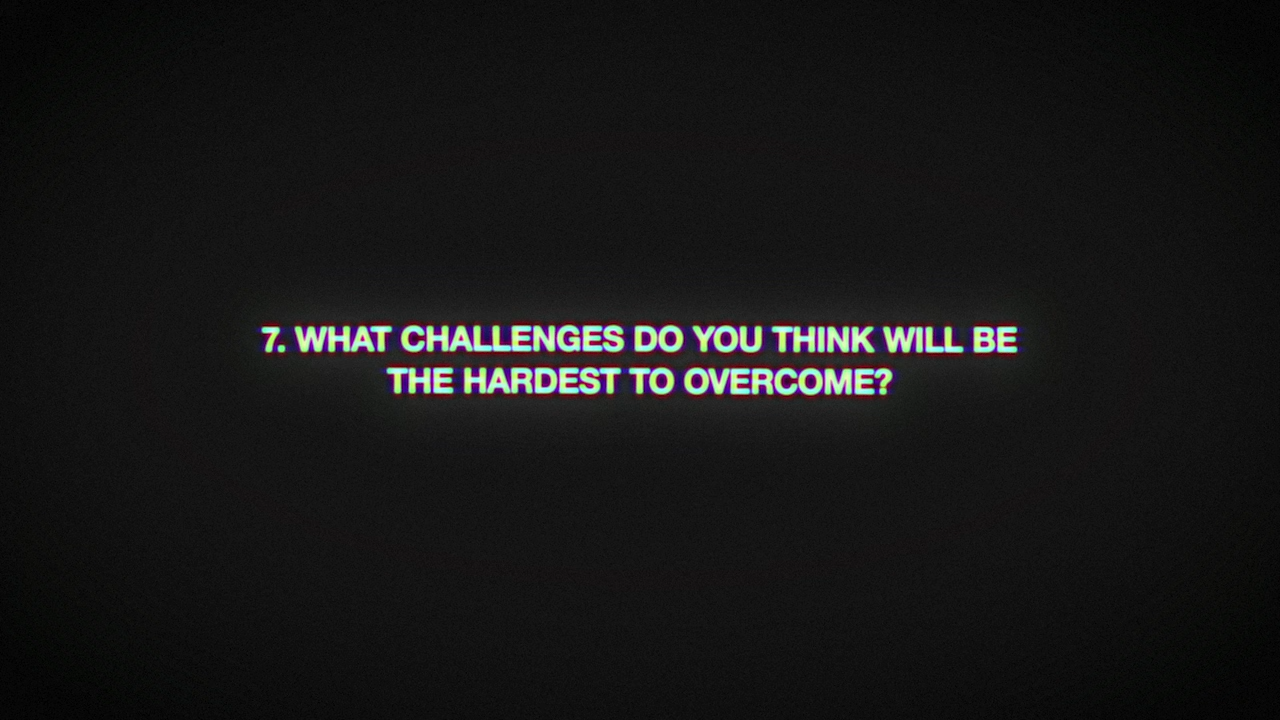 7. WHAT CHALLENGES DO YOU THINK WILL BE
THE HARDEST TO OVERCOME?